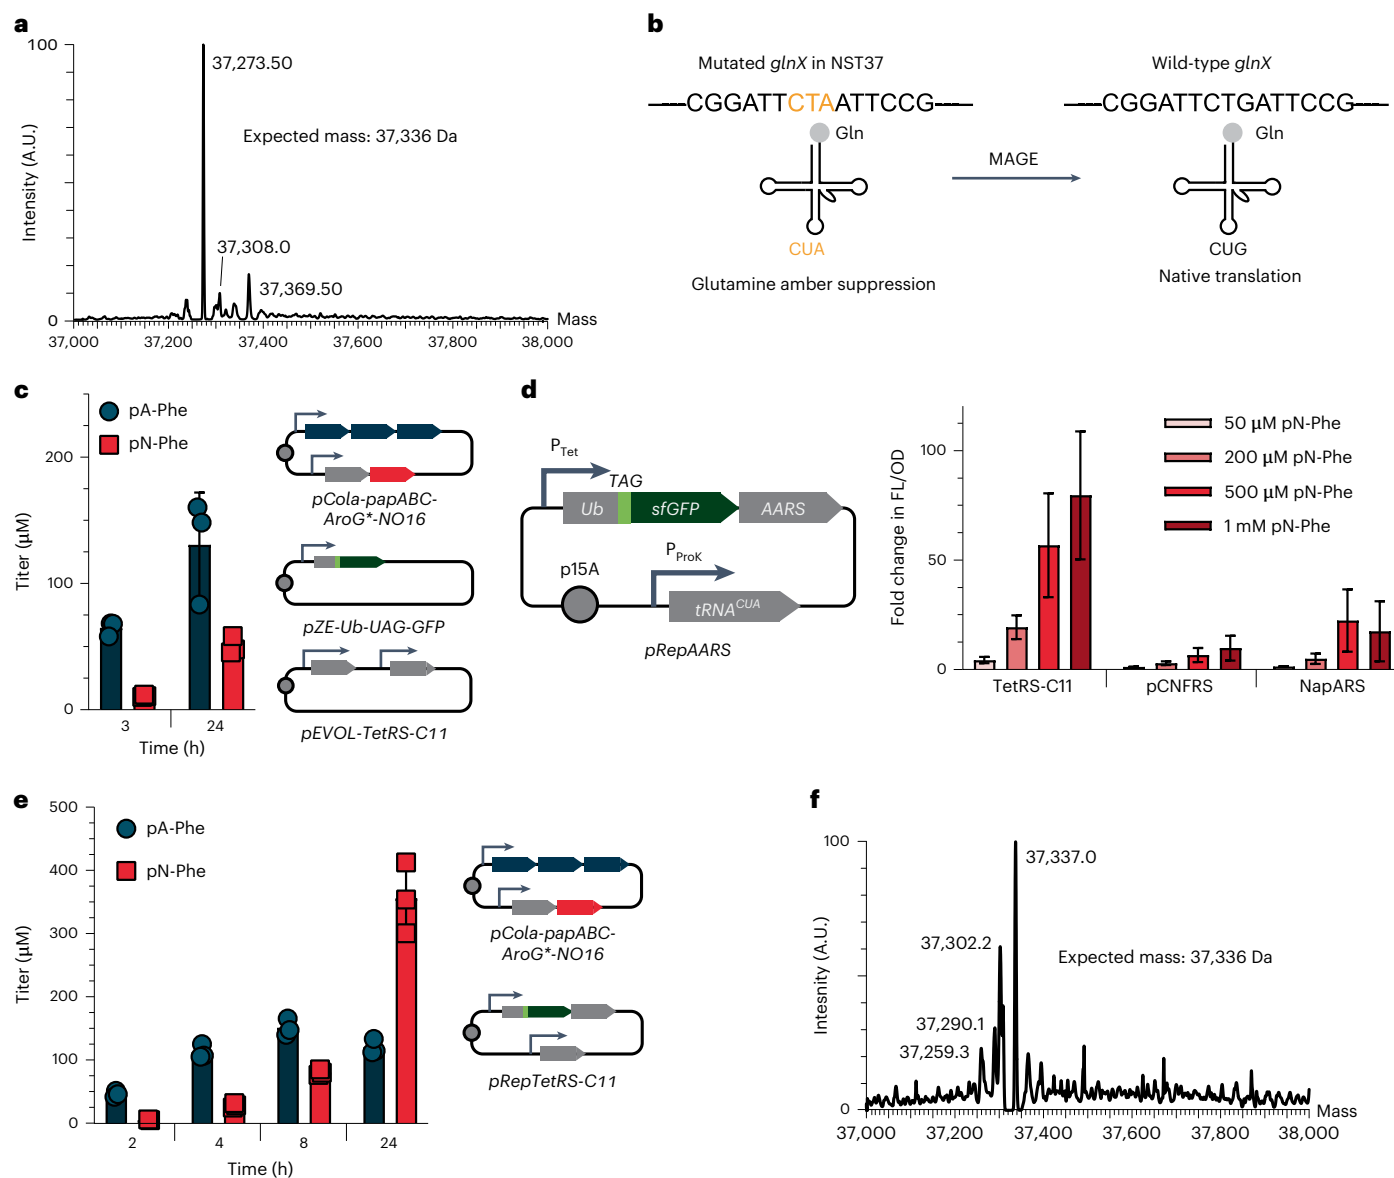 a
100
37,273.50
Expected mass: 37,336 Da
Intensity (A.U.)
37,308.0
37,369.50
0
Mass
37,000
37,200
37,400
37,600
37,800
38,000
b
Mutated glnX in NST37
Wild-type glnX
CGGATTCTAATTCCG
CGGATTCTGATTCCG
Gln
Gln
MAGE
CUA
CUG
Glutamine amber suppression
Native translation
c
pA-Phe
pN-Phe
200
100
0
Titer (µM)
3
24
Time (h)
pCola-papABC-
AroG*-NO16
pZE-Ub-UAG-GFP
pEVOL-TetRS-C11
d
PTet
TAG
Ub
sfGFP
AARS
PProK
p15A
tRNACUA
pRepAARS
Fold change in FL/OD
100
50
0
50 µM pN-Phe
200 µM pN-Phe
500 µM pN-Phe
1 mM pN-Phe
TetRS-C11
pCNFRS
NapARS
e
500
400
300
200
100
0
Titer (µM)
pA-Phe
pN-Phe
2
4
8
24
Time (h)
pCola-papABC-
AroG*-NO16
pRepTetRS-C11
f
100
37,337.0
37,302.2
Expected mass: 37,336 Da
37,290.1
37,259.3
Intesnity (A.U.)
0
Mass
37,000
37,200
37,400
37,600
37,800
38,000